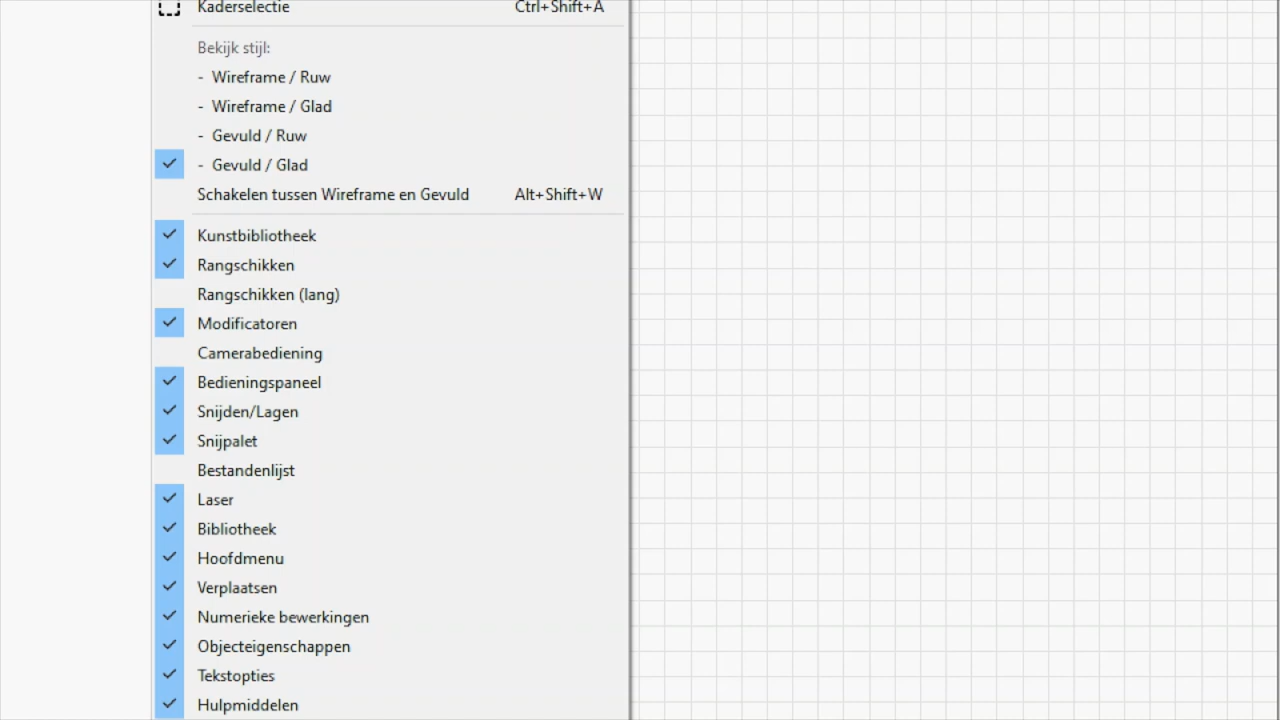 Kaderselectie Ctrl+Shift+A
Bekijk stijl:
- Wireframe / Ruw
- Wireframe / Glad
- Gevuld / Ruw
- Gevuld / Glad
Schakelen tussen Wireframe en Gevuld Alt+Shift+W
Kunstbibliotheek
Rangschikken
Rangschikken (lang)
Modificatoren
Camerabediening
Bedieningspaneel
Snijden/Lagen
Snijpalet
Bestandenlijst
Laser
Bibliotheek
Hoofdmenu
Verplaatsen
Numerieke bewerkingen
Objecteigenschappen
Tekstopties
Hulpmiddelen